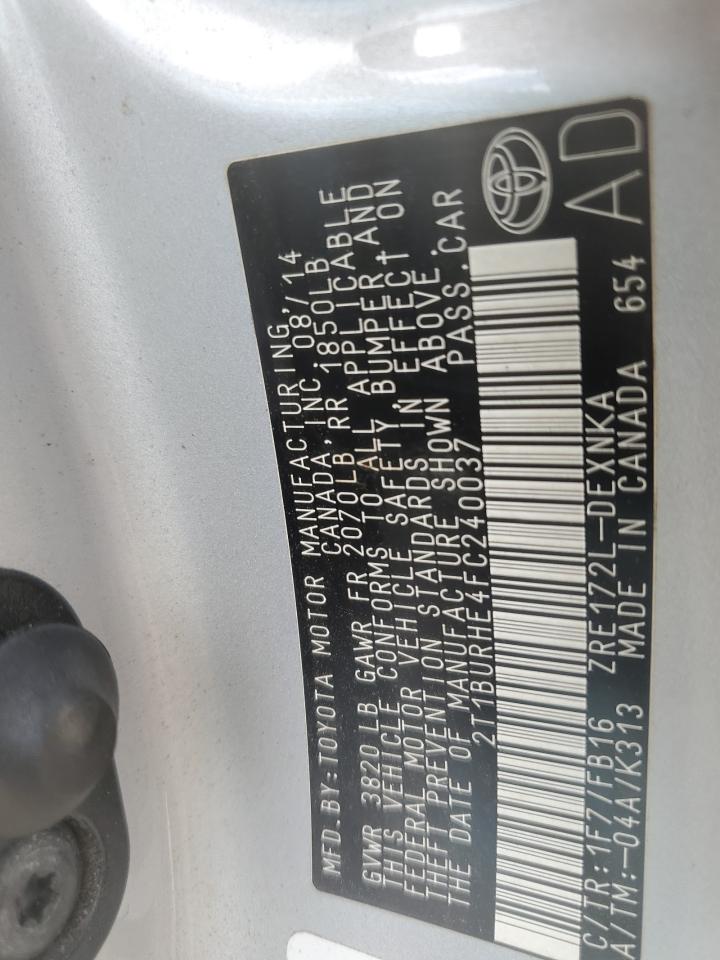 MFD. BY: TOYOTA MOTOR MANUFACTURING,
CANADA, INC. 08/14
GVWR 3820 LB GAWR FR 2070LB, RR 1850LB
THIS VEHICLE CONFORMS TO ALL APPLICABLE
FEDERAL MOTOR VEHICLE SAFETY, BUMPER, AND
THEFT PREVENTION STANDARDS IN EFFECT ON
THE DATE OF MANUFACTURE SHOWN ABOVE.
2T1BURHE4FC240037 PASS. CAR
C/TR: 1F7/FB16 ZRE172L-DEXNKA
A/TM:-04A/K313 MADE IN CANADA 654
AD